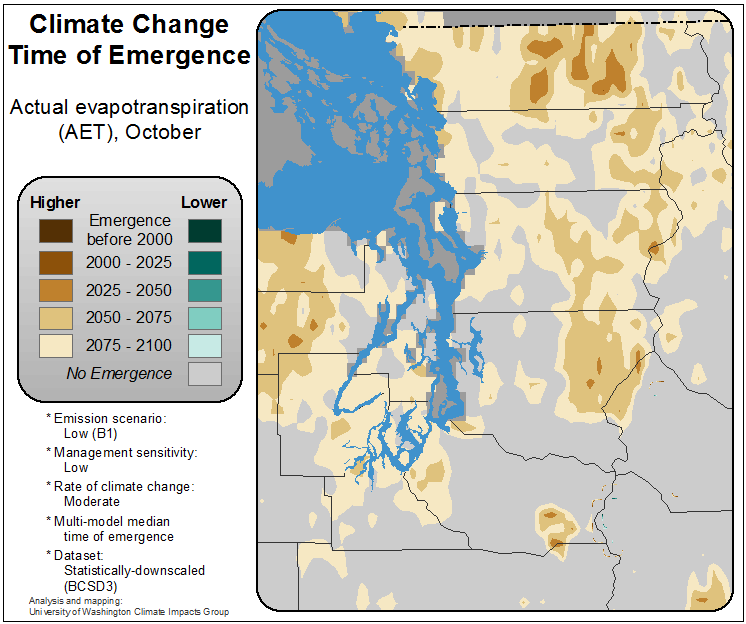 Climate Change
Time of Emergence
Actual evapotranspiration
(AET), October
Higher Lower
Emergence
before 2000
2000 - 2025
2025 - 2050
2050 - 2075
2075 - 2100
No Emergence
* Emission scenario:
Low (B1)
* Management sensitivity:
Low
* Rate of climate change:
Moderate
* Multi-model median
time of emergence
* Dataset:
Statistically-downscaled
(BCSD3)
Analysis and mapping:
University of Washington Climate Impacts Group